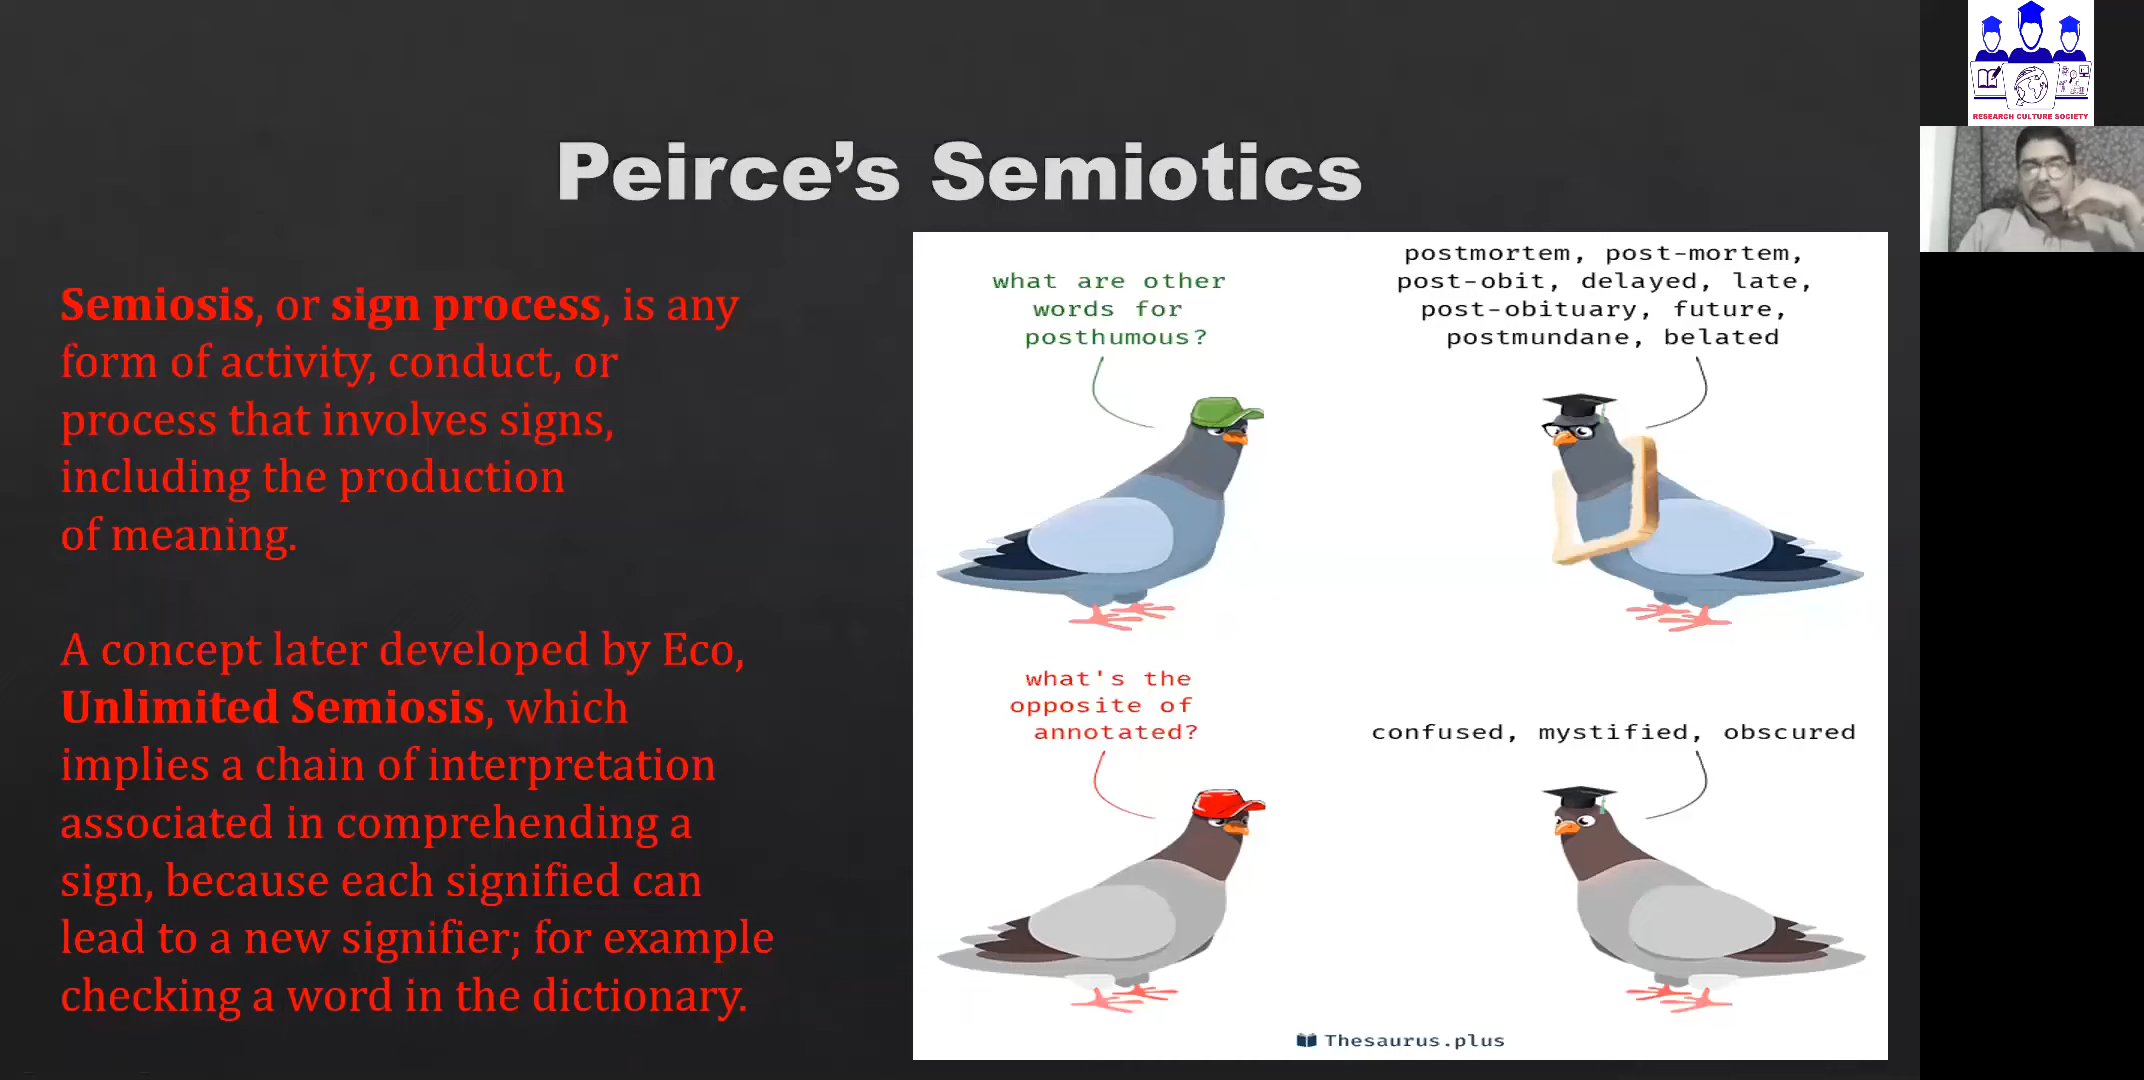 RESEARCH CULTURE SOCIETY
Peirce’s Semiotics
Semiosis, or sign process, is any
form of activity, conduct, or
process that involves signs,
including the production
of meaning.
A concept later developed by Eco,
Unlimited Semiosis, which
implies a chain of interpretation
associated in comprehending a
sign, because each signified can
lead to a new signifier; for example
checking a word in the dictionary.
what are other
words for
posthumous?
postmortem, post-mortem,
post-obit, delayed, late,
post-obituary, future,
postmundane, belated
what's the
opposite of
annotated?
confused, mystified, obscured
Thesaurus.plus